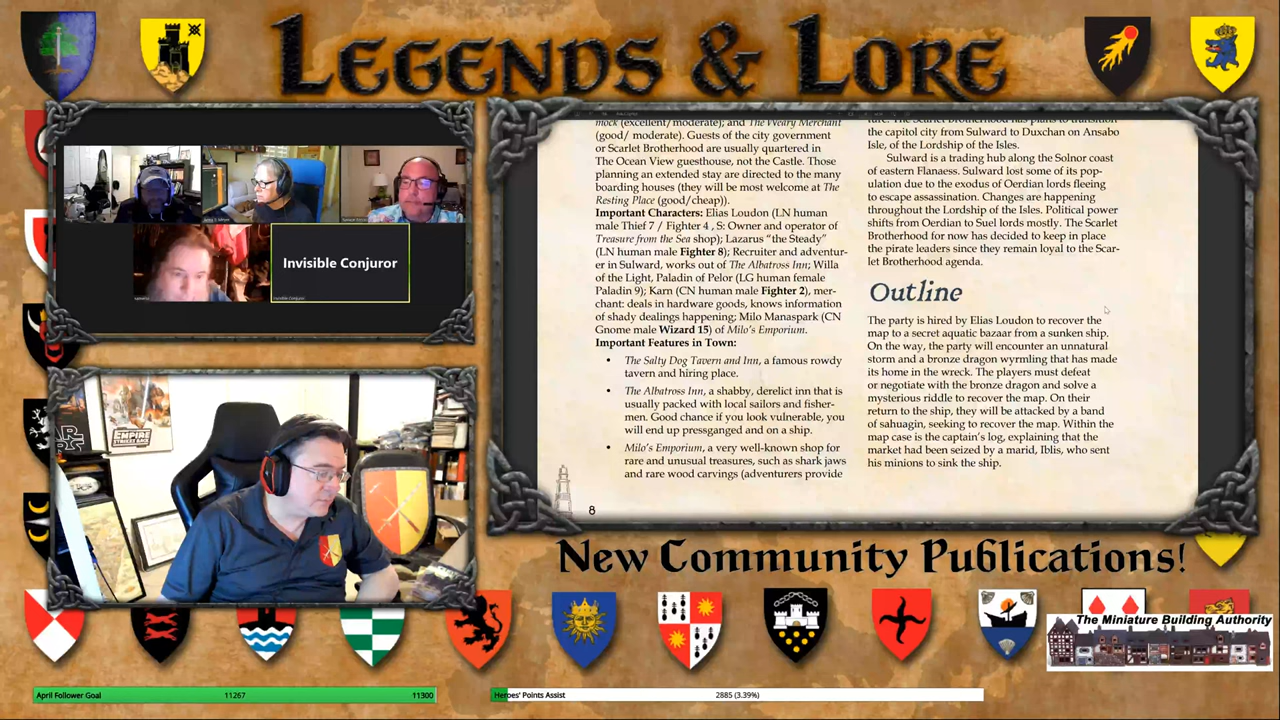 LEGENDS & LORE
Invisible Conjuror
Invisible Conjuror
STAR
WARS
EMPIRE
STRIKES
BACK
mock (excellent/moderate); and The Weary Merchant
(good/ moderate). Guests of the city government
or Scarlet Brotherhood are usually quartered in
The Ocean View guesthouse, not the Castle. Those
planning an extended stay are directed to the many
boarding houses (they will be most welcome at The
Resting Place (good/cheap)).
Important Characters: Elias Loudon (LN human
male Thief 7 / Fighter 4 , S: Owner and operator of
Treasure from the Sea shop); Lazarus “the Steady”
(LN human male Fighter 8); Recruiter and adventur-
er in Sulward, works out of The Albatross Inn; Willa
of the Light, Paladin of Pelor (LG human female
Paladin 9); Karn (CN human male Fighter 2), mer-
chant: deals in hardware goods, knows information
of shady dealings happening; Milo Manaspark (CN
Gnome male Wizard 15) of Milo’s Emporium.
Important Features in Town:
• The Salty Dog Tavern and Inn, a famous rowdy
tavern and hiring place.
• The Albatross Inn, a shabby, derelict inn that is
usually packed with local sailors and fisher-
men. Good chance if you look vulnerable, you
will end up pressganged and on a ship.
• Milo’s Emporium, a very well-known shop for
rare and unusual treasures, such as shark jaws
and rare wood carvings (adventurers provide
8
ture. The Scarlet Brotherhood has plans to transition
the capitol city from Sulward to Duxchan on Ansabo
Isle, of the Lordship of the Isles.
Sulward is a trading hub along the Solnor coast
of eastern Flanaess. Sulward lost some of its pop-
ulation due to the exodus of Oerdian lords fleeing
to escape assassination. Changes are happening
throughout the Lordship of the Isles. Political power
shifts from Oerdian to Suel lords mostly. The Scarlet
Brotherhood for now has decided to keep in place
the pirate leaders since they remain loyal to the Scar-
let Brotherhood agenda.
Outline
The party is hired by Elias Loudon to recover the
map to a secret aquatic bazaar from a sunken ship.
On the way, the party will encounter an unnatural
storm and a bronze dragon wyrmling that has made
its home in the wreck. The players must defeat
or negotiate with the bronze dragon and solve a
mysterious riddle to recover the map. On their
return to the ship, they will be attacked by a band
of sahuagin, seeking to recover the map. Within the
map case is the captain’s log, explaining that the
market had been seized by a marid, Iblis, who sent
his minions to sink the ship.
New Community Publications!
The Miniature Building Authority
April Follower Goal 11267 11300
Heroes' Points Assist 2885 (3.39%)